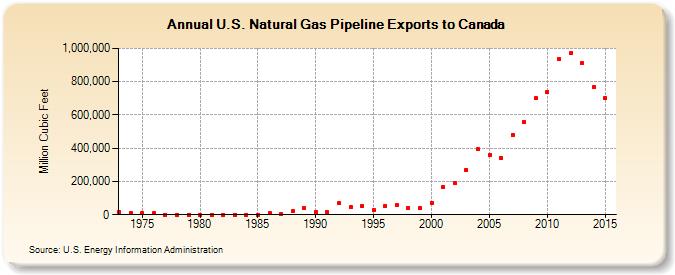 Annual U.S. Natural Gas Pipeline Exports to Canada
Million Cubic Feet
1,000,000
800,000
600,000
400,000
200,000
0
1975 1980 1985 1990 1995 2000 2005 2010 2015
Source: U.S. Energy Information Administration